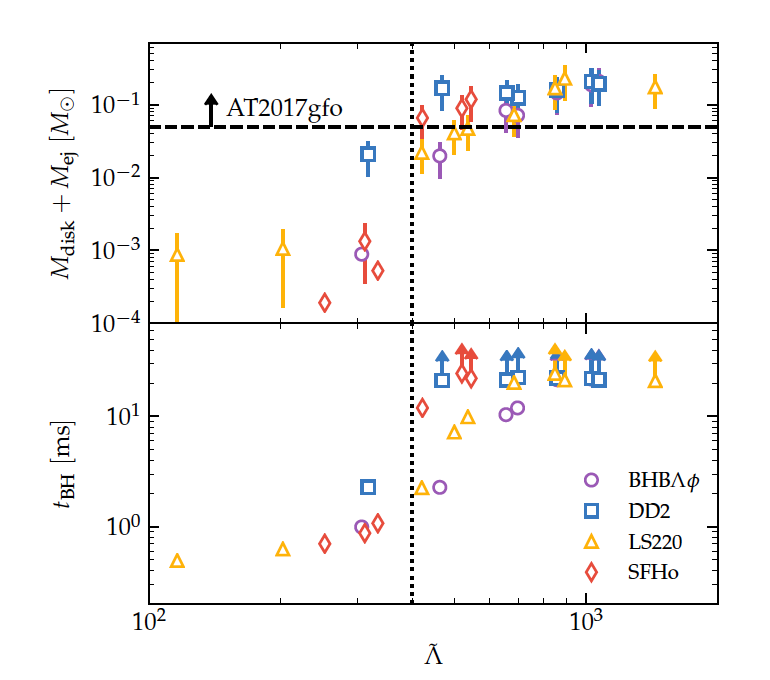 M_disk + M_ej [M_⊙]
10^−1
10^−2
10^−3
10^−4
AT2017gfo
t_BH [ms]
10^1
10^0
BHBΛϕ
DD2
LS220
SFHo
10^2
10^3
Λ̃